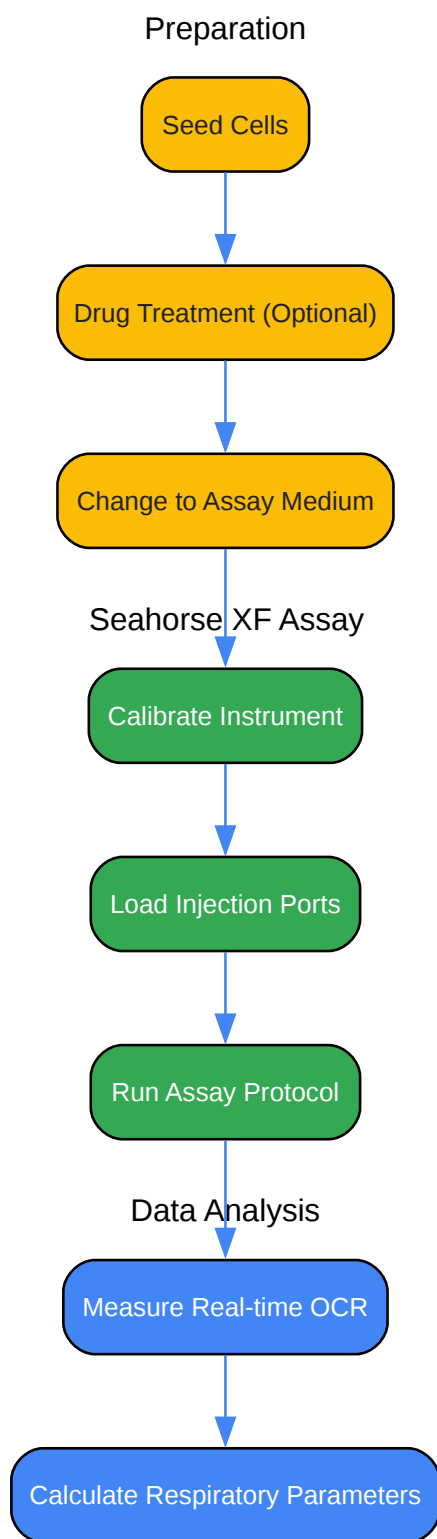 Preparation
Seed Cells
Drug Treatment (Optional)
Change to Assay Medium
Seahorse XF Assay
Calibrate Instrument
Load Injection Ports
Run Assay Protocol
Data Analysis
Measure Real-time OCR
Calculate Respiratory Parameters